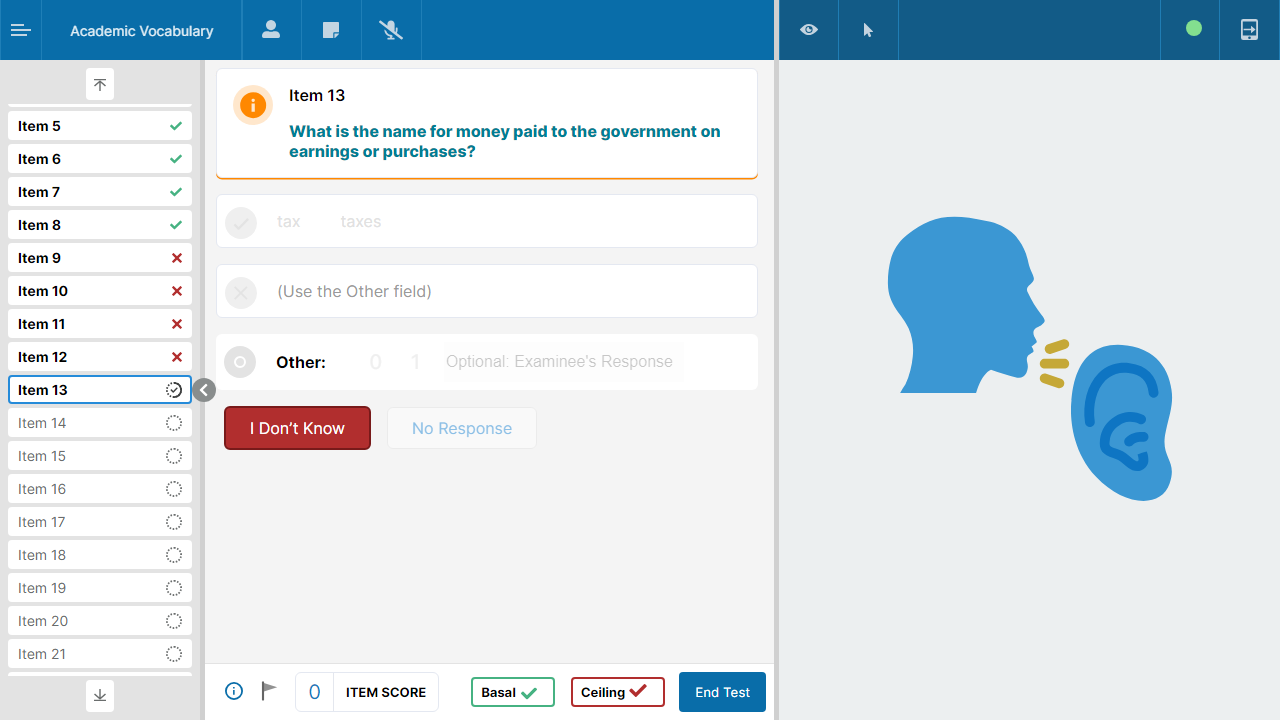 Academic Vocabulary
Item 5
Item 6
Item 7
Item 8
Item 9
Item 10
Item 11
Item 12
Item 13
Item 14
Item 15
Item 16
Item 17
Item 18
Item 19
Item 20
Item 21
Item 13
What is the name for money paid to the government on
earnings or purchases?
tax taxes
(Use the Other field)
Other: 0 1 Optional: Examinee's Response
I Don’t Know No Response
0 ITEM SCORE Basal Ceiling End Test